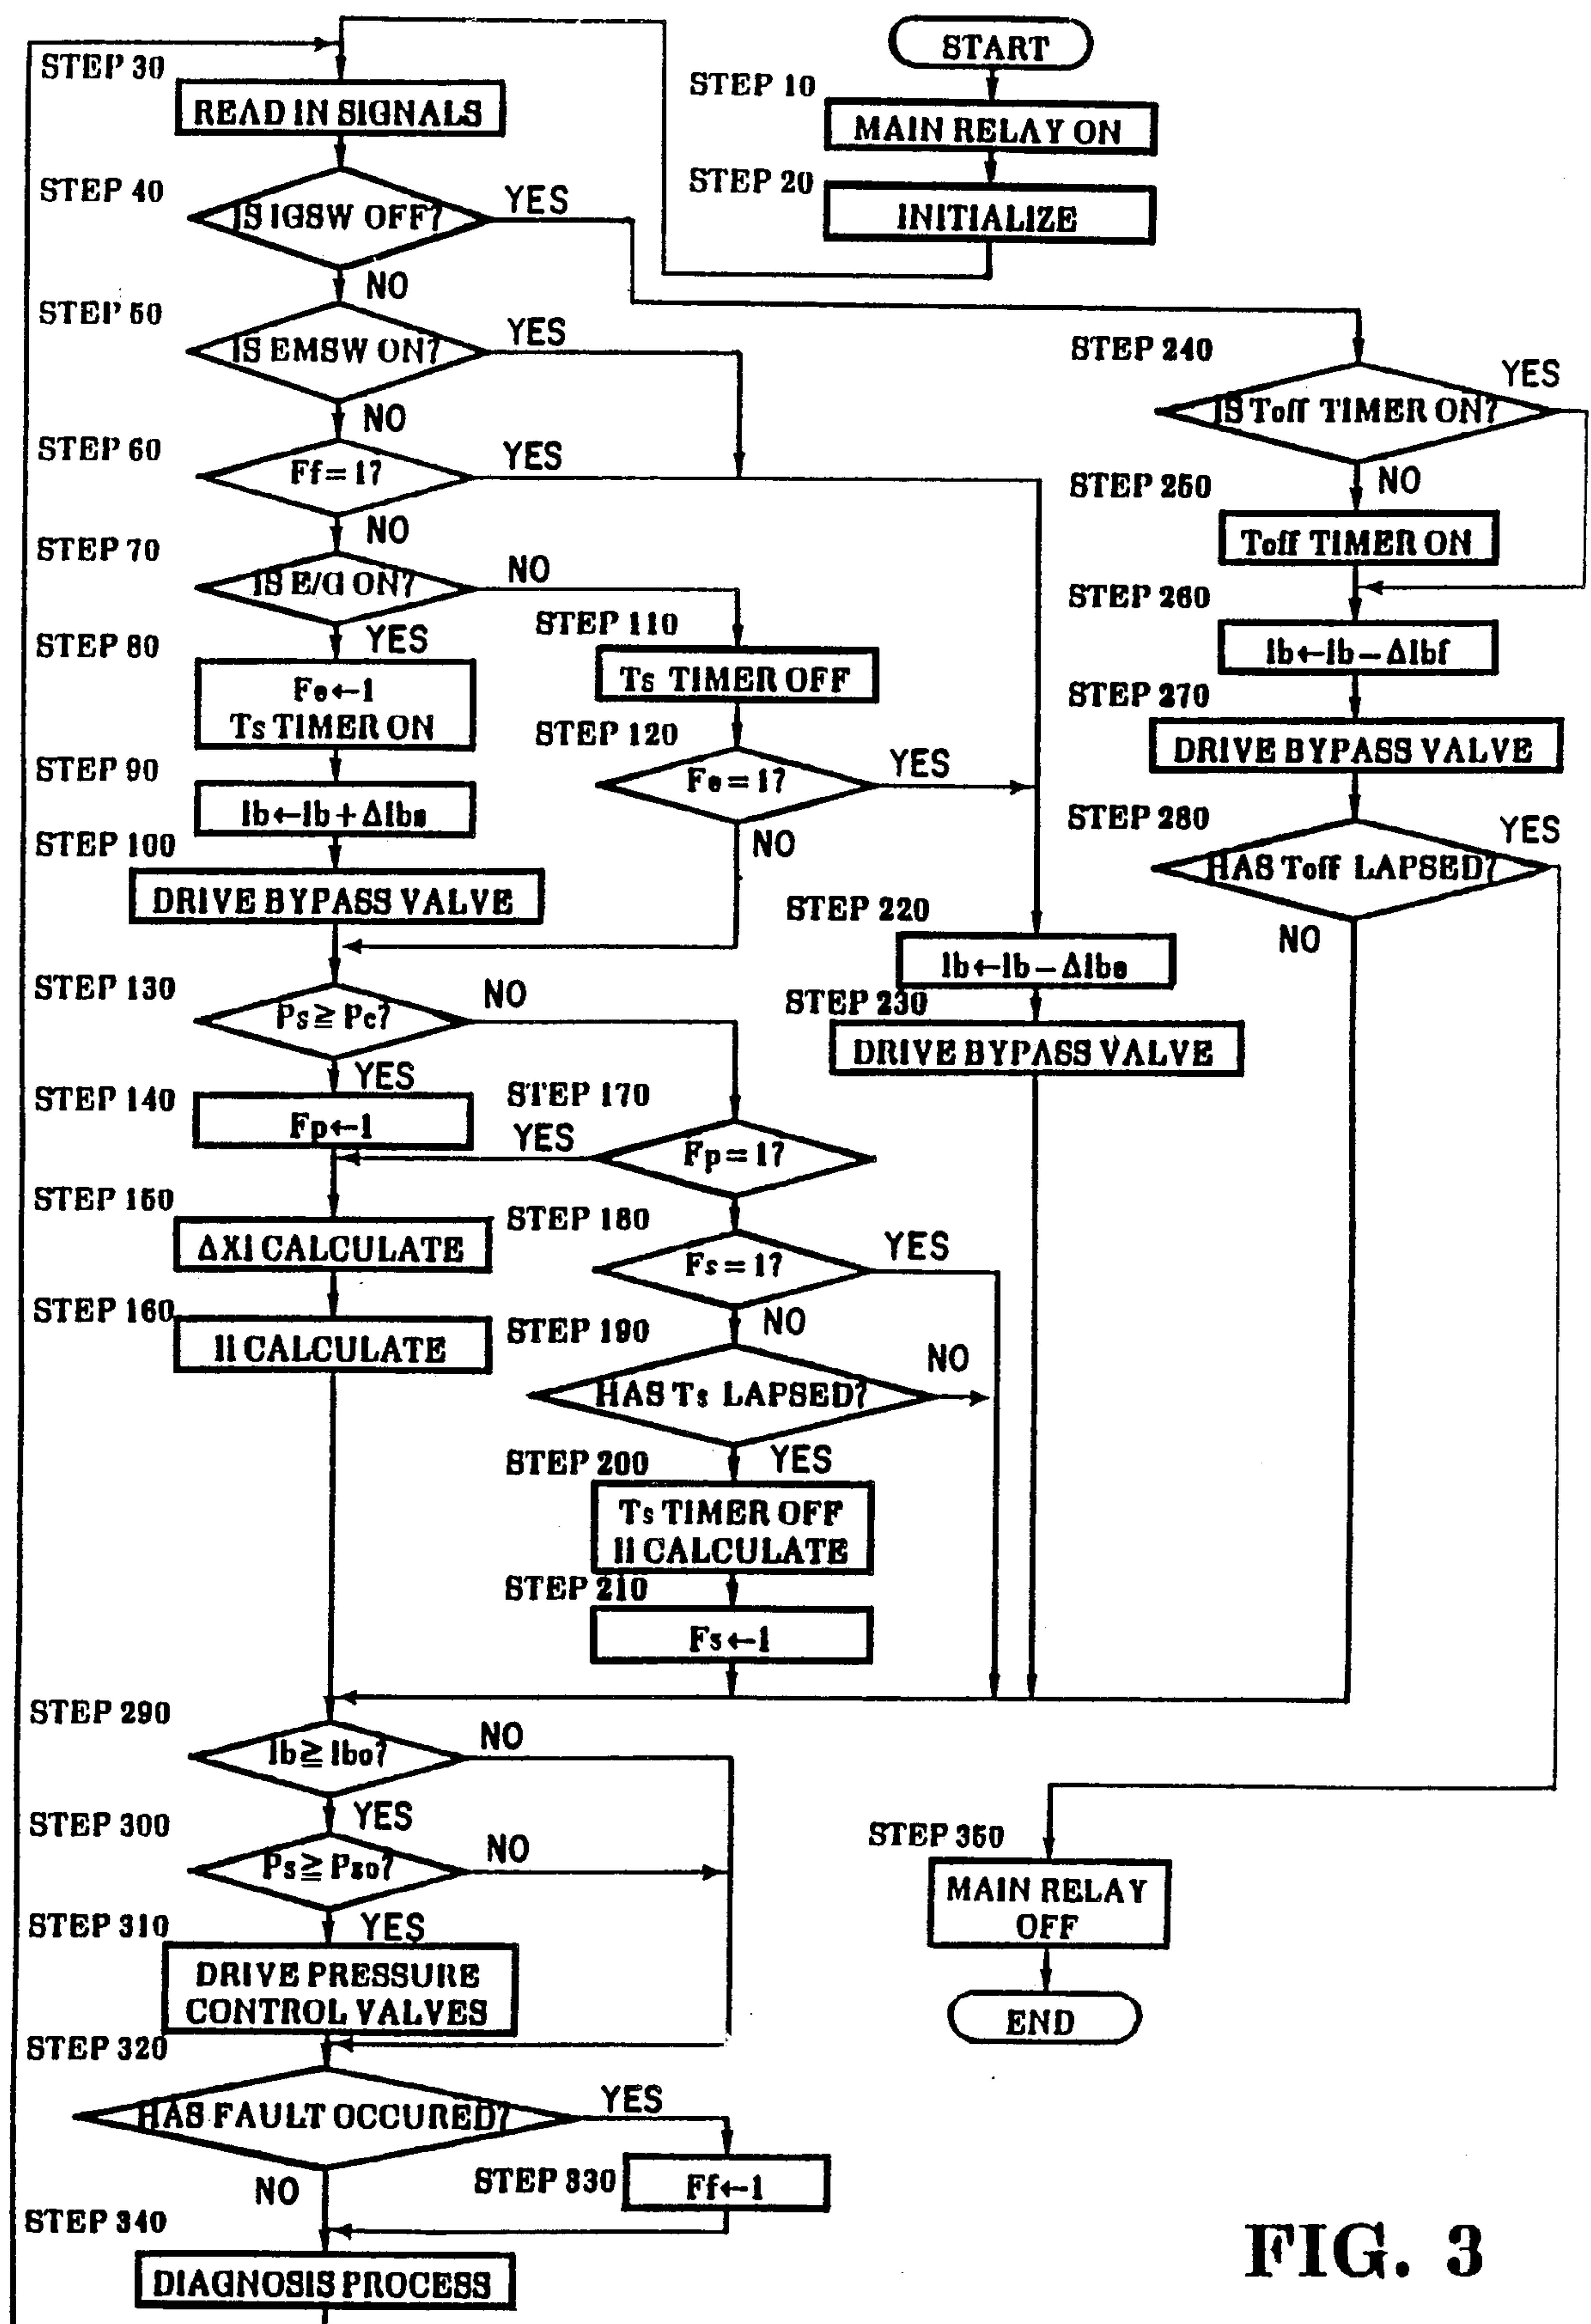 START
STEP 10
MAIN RELAY ON
STEP 20
INITIALIZE
STEP 30
READ IN SIGNALS
STEP 40
IS IGSW OFF?
YES
NO
STEP 50
IS EMSW ON?
YES
NO
STEP 60
Ff=1?
YES
NO
STEP 70
IS E/G ON?
NO
YES
STEP 80
Fe←1
Ts TIMER ON
STEP 90
Ib←Ib+ΔIbs
STEP 100
DRIVE BYPASS VALVE
STEP 110
Ts TIMER OFF
STEP 120
Fe=1?
YES
NO
STEP 130
Ps≧Pc?
NO
YES
STEP 140
Fp←1
STEP 150
ΔXi CALCULATE
STEP 160
Ii CALCULATE
STEP 170
YES
Fp=1?
STEP 180
Fs=1?
YES
NO
STEP 190
HAS Ts LAPSED?
NO
YES
STEP 200
Ts TIMER OFF
Ii CALCULATE
STEP 210
Fs←1
STEP 220
Ib←Ib-ΔIbe
STEP 230
DRIVE BYPASS VALVE
STEP 240
IS Toff TIMER ON?
YES
NO
STEP 250
Toff TIMER ON
STEP 260
Ib←Ib-ΔIbf
STEP 270
DRIVE BYPASS VALVE
STEP 280
HAS Toff LAPSED?
YES
NO
STEP 290
Ib≧Ibo?
NO
YES
STEP 300
Ps≧Pso?
NO
YES
STEP 310
DRIVE PRESSURE
CONTROL VALVES
STEP 320
HAS FAULT OCCURED?
YES
NO
STEP 330
Ff←1
STEP 340
DIAGNOSIS PROCESS
STEP 350
MAIN RELAY
OFF
END
FIG. 3